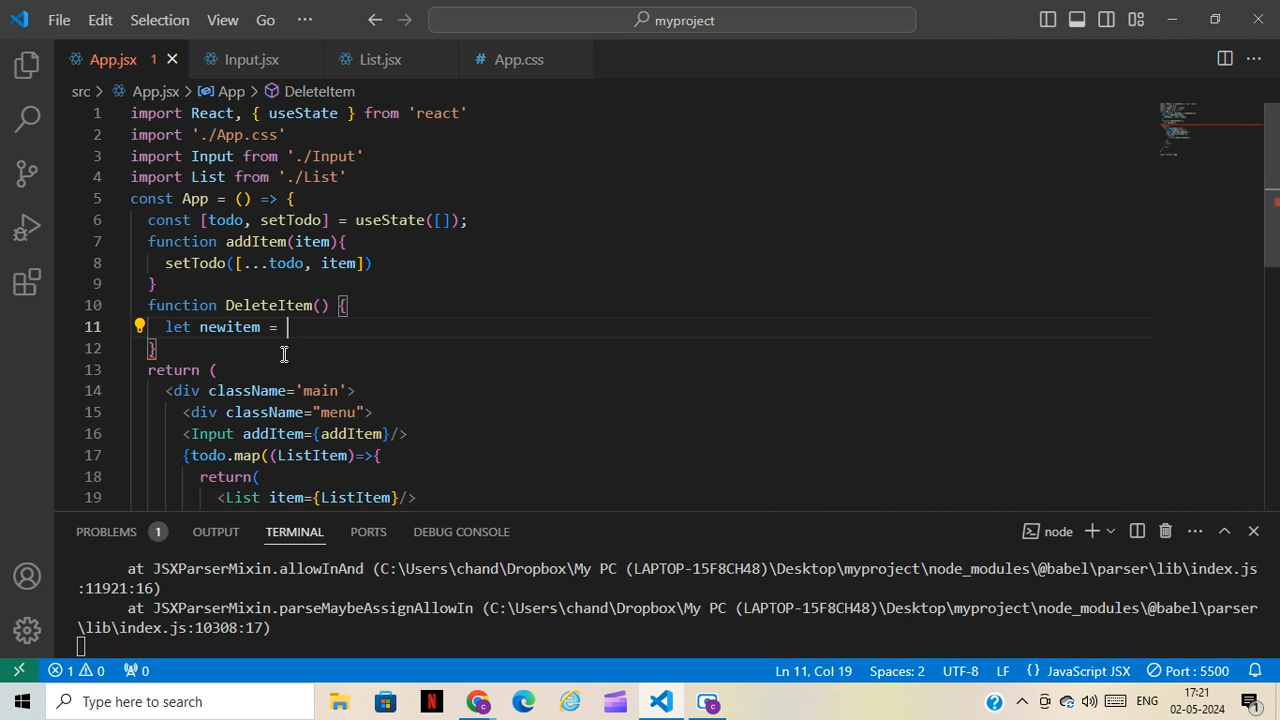 File Edit Selection View Go ··· myproject
App.jsx 1 Input.jsx List.jsx App.css
src > App.jsx > App > DeleteItem
1 import React, { useState } from 'react'
2 import './App.css'
3 import Input from './Input'
4 import List from './List'
5 const App = () => {
6 const [todo, setTodo] = useState([]);
7 function addItem(item){
8 setTodo([...todo, item])
9 }
10 function DeleteItem() {
11 let newitem =
12 }
13 return (
14 <div className='main'>
15 <div className="menu">
16 <Input addItem={addItem}/>
17 {todo.map((ListItem)=>{
18 return(
19 <List item={ListItem}/>
PROBLEMS 1 OUTPUT TERMINAL PORTS DEBUG CONSOLE node
at JSXParserMixin.allowInAnd (C:\Users\chand\Dropbox\My PC (LAPTOP-15F8CH48)\Desktop\myproject\node_modules\@babel\parser\lib\index.js
:11921:16)
at JSXParserMixin.parseMaybeAssignAllowIn (C:\Users\chand\Dropbox\My PC (LAPTOP-15F8CH48)\Desktop\myproject\node_modules\@babel\parser
\lib\index.js:10308:17)
1 0 0 Ln 11, Col 19 Spaces: 2 UTF-8 LF {} JavaScript JSX Port : 5500
Type here to search ENG 17:21
02-05-2024 1